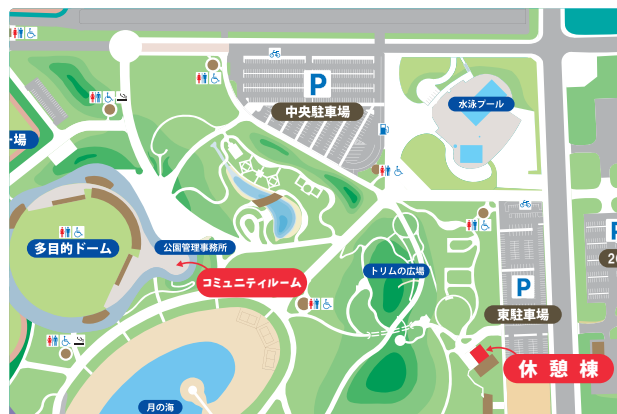 P
中央駐車場
水泳プール
場
多目的ドーム
公園管理事務所
コミュニティルーム
トリムの広場
P
東駐車場
休憩棟
月の海